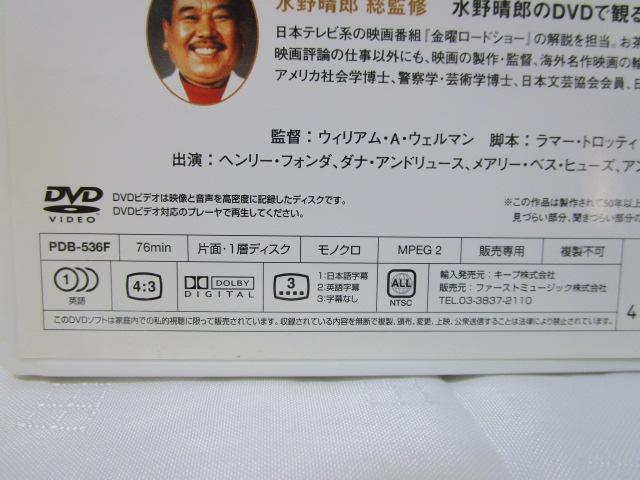 水野晴郎 総監修 水野晴郎のDVDで観る
日本テレビ系の映画番組『金曜ロードショー』の解説を担当。お茶
映画評論の仕事以外にも、映画の製作・監督、海外名作映画の輸
アメリカ社会学博士、警察学・芸術学博士、日本文芸協会会員、日
監督：ウィリアム・A・ウェルマン 脚本：ラマー・トロッティ
出演：ヘンリー・フォンダ、ダナ・アンドリュース、メアリー・ベス・ヒューズ、アン
DVD
VIDEO
DVDビデオは映像と音声を高密度に記録したディスクです。
DVDビデオ対応のプレーヤで再生してください。
※この作品は製作されて50年以上
見づらい部分、聞きづらい部分の
PDB-536F 76min 片面・1層ディスク モノクロ MPEG 2 販売専用 複製不可
1 英語
4:3
DOLBY
DIGITAL
3
1:日本語字幕
2:英語字幕
3:字幕なし
ALL
NTSC
輸入発売元：キープ株式会社
販売元：ファーストミュージック株式会社
TEL.03-3837-2110
このDVDソフトは家庭内での私的視聴に限って販売されています。収録されている内容を無断で複製、頒布、変更、上映、公衆送信することは法律により禁止されています。
4